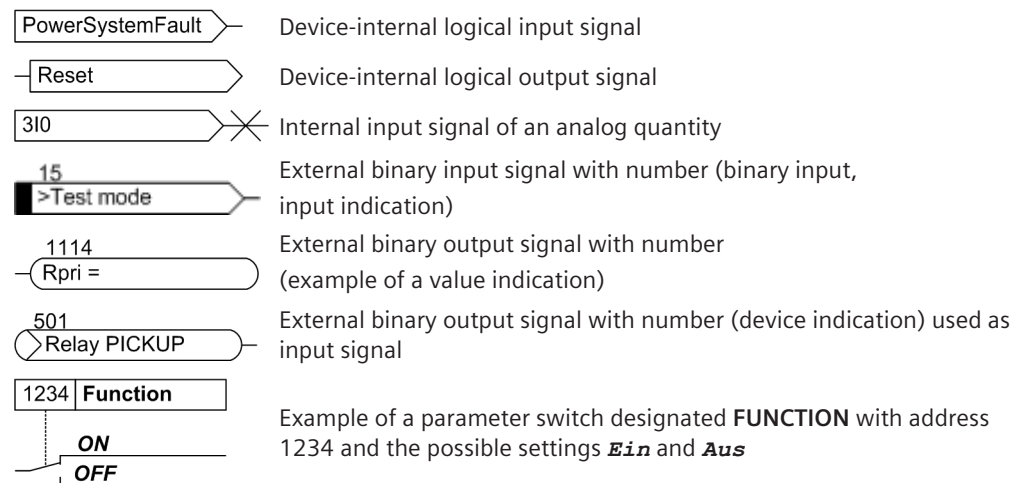 PowerSystemFault
Device-internal logical input signal
Reset
Device-internal logical output signal
3I0
Internal input signal of an analog quantity
15
>Test mode
External binary input signal with number (binary input,
input indication)
1114
Rpri =
External binary output signal with number
(example of a value indication)
501
Relay PICKUP
External binary output signal with number (device indication) used as
input signal
1234 Function
ON
OFF
Example of a parameter switch designated FUNCTION with address
1234 and the possible settings Ein and Aus